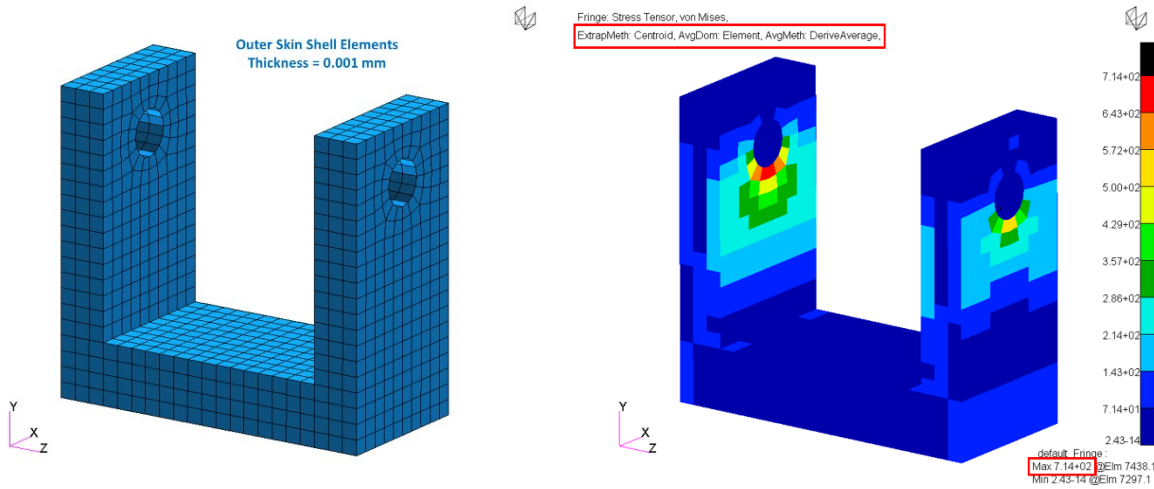 Outer Skin Shell Elements
Thickness = 0.001 mm
Y
X
Z
Fringe: Stress Tensor, von Mises,
ExtrapMeth: Centroid, AvgDom: Element, AvgMeth: DeriveAverage,
7.14+02
6.43+02
5.72+02
5.00+02
4.29+02
3.57+02
2.86+02
2.14+02
1.43+02
7.14+01
2.43-14
Y
X
Z
default_Fringe :
Max 7.14+02 @Elm 7438.1
Min 2.43-14 @Elm 7297.1